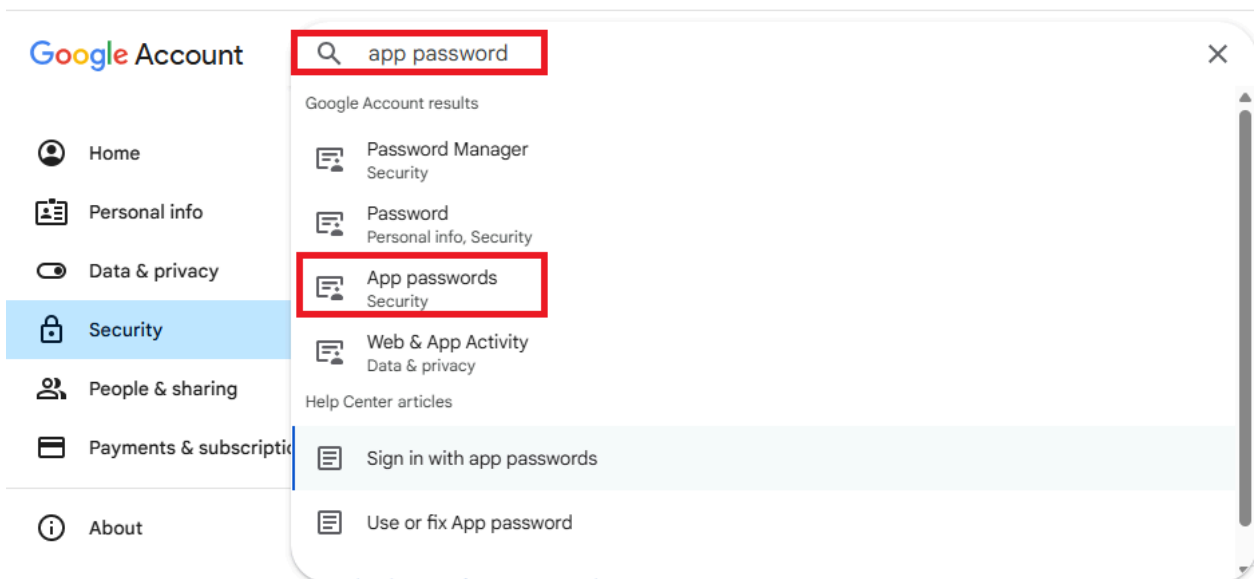 Google Account
app password
Google Account results
Home
Password Manager
Security
Personal info
Password
Personal info, Security
Data & privacy
App passwords
Security
Security
Web & App Activity
Data & privacy
People & sharing
Help Center articles
Payments & subscriptio
Sign in with app passwords
About
Use or fix App password